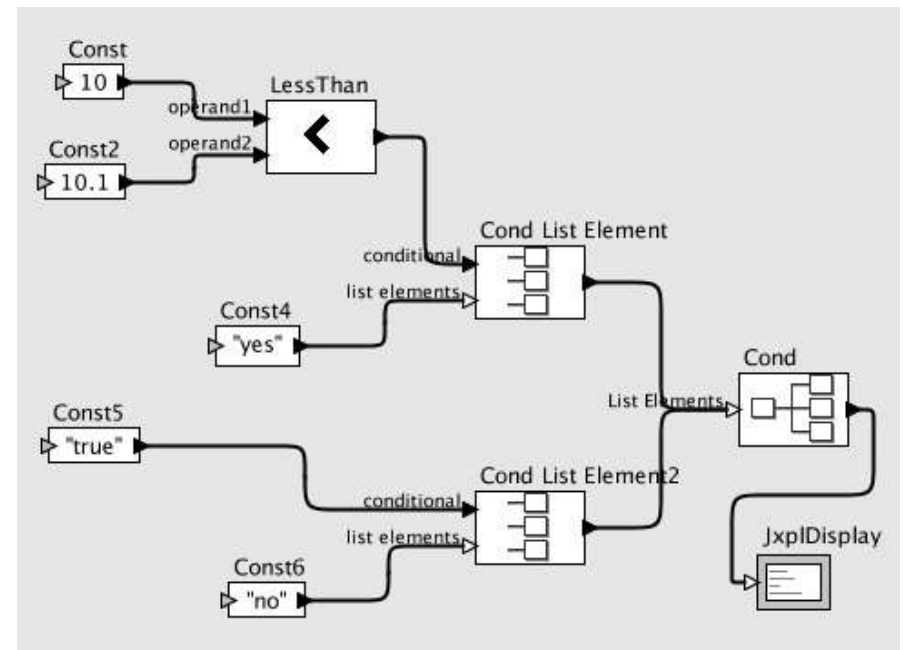 Const
10
LessThan
operand1
<
operand2
Const2
10.1
Cond List Element
conditional
list elements
Const4
"yes"
Cond
List Elements
Const5
"true"
Cond List Element2
conditional
list elements
JxplDisplay
Const6
"no"